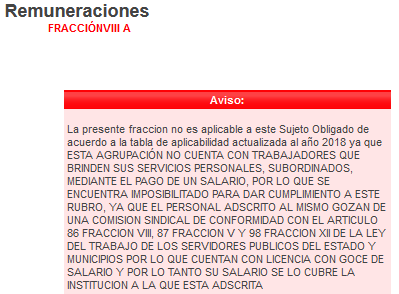 Remuneraciones
FRACCIÓNVIII A
Aviso:
La presente fraccion no es aplicable a este Sujeto Obligado de
acuerdo a la tabla de aplicabilidad actualizada al año 2018 ya que
ESTA AGRUPACIÓN NO CUENTA CON TRABAJADORES QUE
BRINDEN SUS SERVICIOS PERSONALES, SUBORDINADOS,
MEDIANTE EL PAGO DE UN SALARIO, POR LO QUE SE
ENCUENTRA IMPOSIBILITADO PARA DAR CUMPLIMIENTO A ESTE
RUBRO, YA QUE EL PERSONAL ADSCRITO AL MISMO GOZAN DE
UNA COMISION SINDICAL DE CONFORMIDAD CON EL ARTICULO
86 FRACCION VIII, 87 FRACCION V Y 98 FRACCION XII DE LA LEY
DEL TRABAJO DE LOS SERVIDORES PUBLICOS DEL ESTADO Y
MUNICIPIOS POR LO QUE CUENTAN CON LICENCIA CON GOCE DE
SALARIO Y POR LO TANTO SU SALARIO SE LO CUBRE LA
INSTITUCION A LA QUE ESTA ADSCRITA